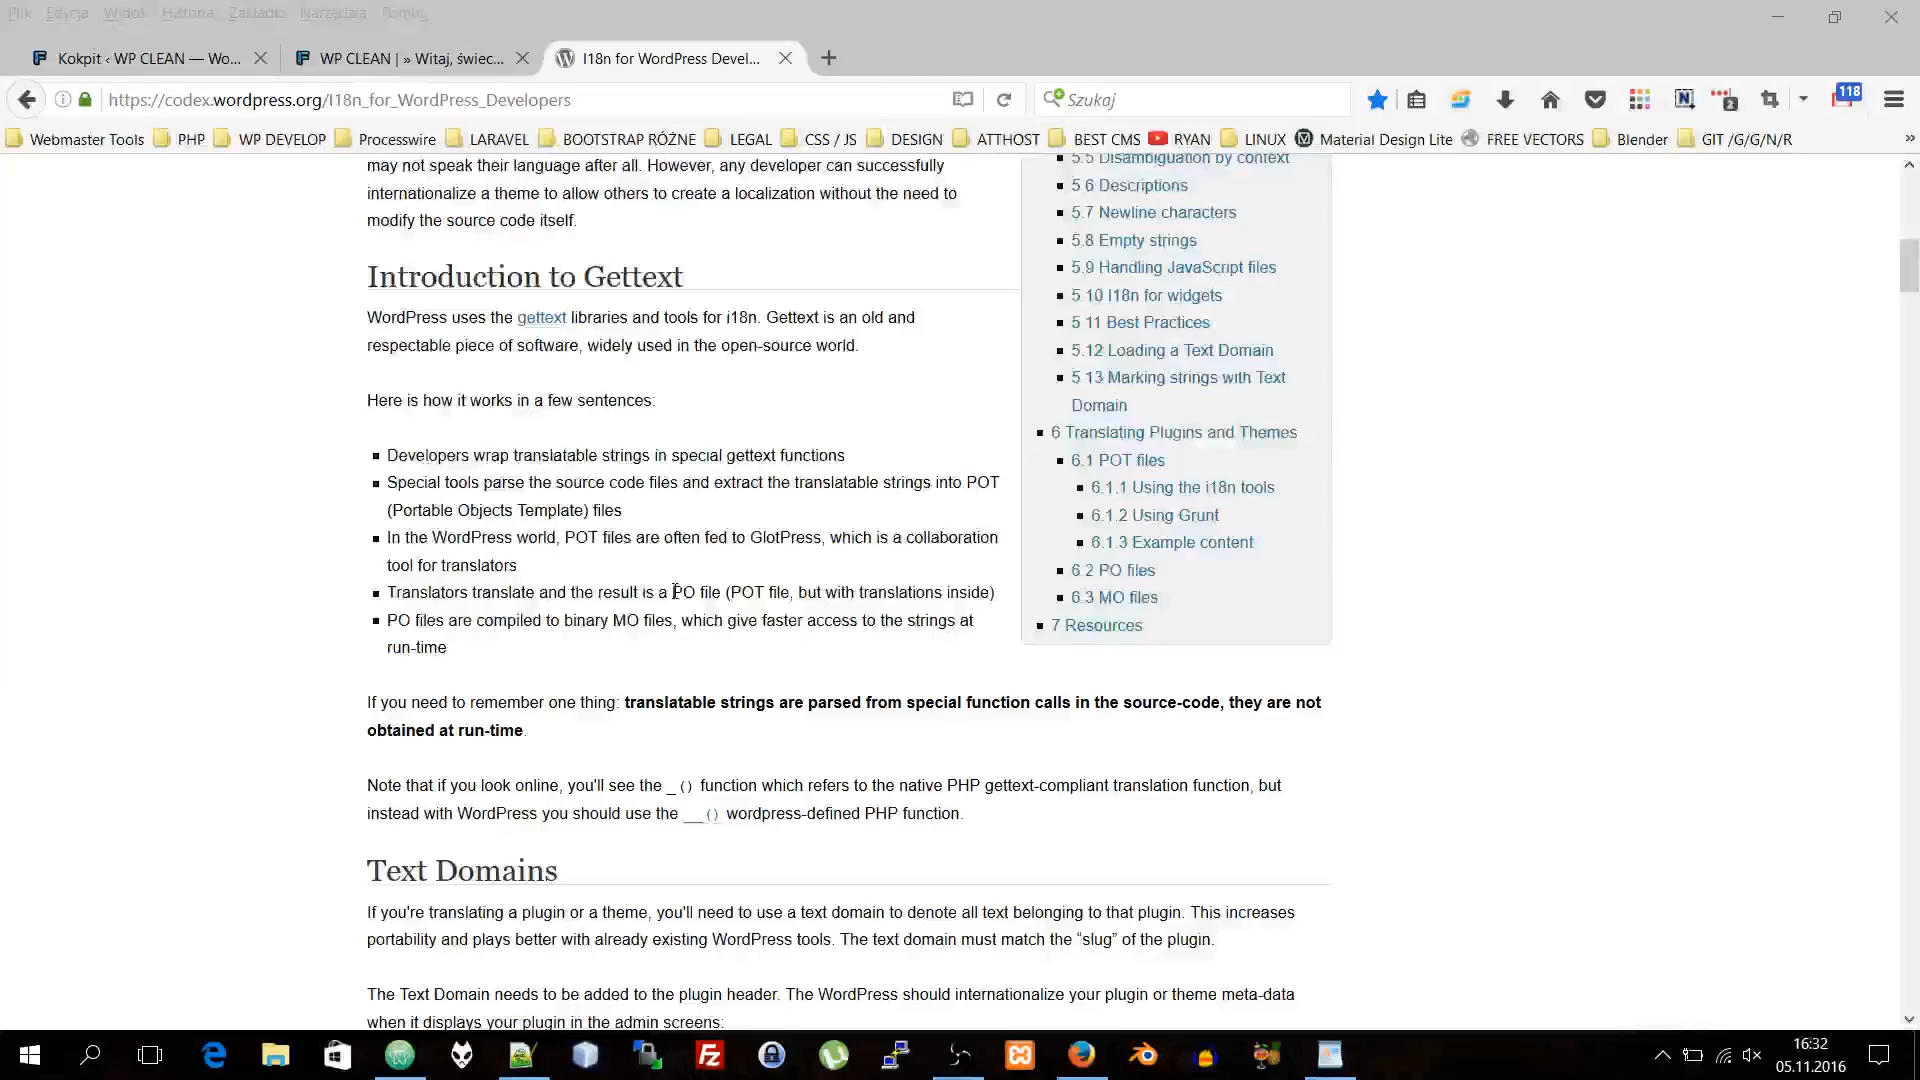 Plik Edycja Widok Historia Zakładki Narzędzia Pomoc
Kokpit ‹ WP CLEAN — Wo...
WP CLEAN | » Witaj, świec...
I18n for WordPress Devel...
https://codex.wordpress.org/I18n_for_WordPress_Developers
Szukaj
2
118
Webmaster Tools PHP WP DEVELOP Processwire LARAVEL BOOTSTRAP RÓŻNE LEGAL CSS / JS DESIGN ATTHOST BEST CMS RYAN LINUX Material Design Lite FREE VECTORS Blender GIT /G/G/N/R »
may not speak their language after all. However, any developer can successfully
internationalize a theme to allow others to create a localization without the need to
modify the source code itself.
Introduction to Gettext
WordPress uses the gettext libraries and tools for i18n. Gettext is an old and
respectable piece of software, widely used in the open-source world.
Here is how it works in a few sentences:
Developers wrap translatable strings in special gettext functions
Special tools parse the source code files and extract the translatable strings into POT
(Portable Objects Template) files
In the WordPress world, POT files are often fed to GlotPress, which is a collaboration
tool for translators
Translators translate and the result is a PO file (POT file, but with translations inside)
PO files are compiled to binary MO files, which give faster access to the strings at
run-time
5.5 Disambiguation by context
5.6 Descriptions
5.7 Newline characters
5.8 Empty strings
5.9 Handling JavaScript files
5.10 I18n for widgets
5.11 Best Practices
5.12 Loading a Text Domain
5.13 Marking strings with Text
Domain
6 Translating Plugins and Themes
6.1 POT files
6.1.1 Using the i18n tools
6.1.2 Using Grunt
6.1.3 Example content
6.2 PO files
6.3 MO files
7 Resources
If you need to remember one thing: translatable strings are parsed from special function calls in the source-code, they are not
obtained at run-time.
Note that if you look online, you'll see the _() function which refers to the native PHP gettext-compliant translation function, but
instead with WordPress you should use the __() wordpress-defined PHP function.
Text Domains
If you're translating a plugin or a theme, you'll need to use a text domain to denote all text belonging to that plugin. This increases
portability and plays better with already existing WordPress tools. The text domain must match the “slug” of the plugin.
The Text Domain needs to be added to the plugin header. The WordPress should internationalize your plugin or theme meta-data
when it displays your plugin in the admin screens:
16:32
05.11.2016